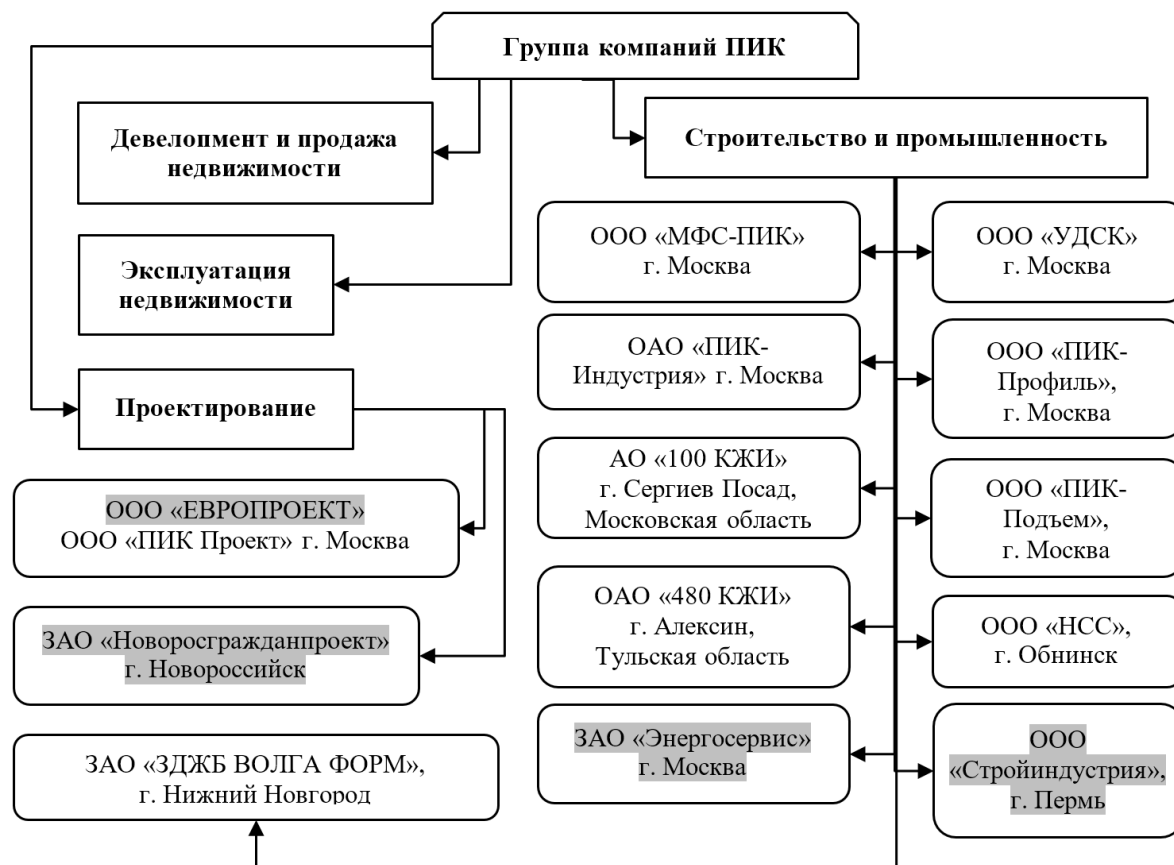 Группа компаний ПИК
Девелопмент и продажа
недвижимости
Строительство и промышленность
Эксплуатация
недвижимости
Проектирование
ООО «ЕВРОПРОЕКТ»
ООО «ПИК Проект» г. Москва
ЗАО «Новоросгражданпроект»
г. Новороссийск
ЗАО «ЗДЖБ ВОЛГА ФОРМ»,
г. Нижний Новгород
ООО «МФС-ПИК»
г. Москва
ОАО «ПИК-
Индустрия» г. Москва
АО «100 КЖИ»
г. Сергиев Посад,
Московская область
ОАО «480 КЖИ»
г. Алексин,
Тульская область
ЗАО «Энергосервис»
г. Москва
ООО «УДСК»
г. Москва
ООО «ПИК-
Профиль»,
г. Москва
ООО «ПИК-
Подъем»,
г. Москва
ООО «НСС»,
г. Обнинск
ООО
«Стройиндустрия»,
г. Пермь